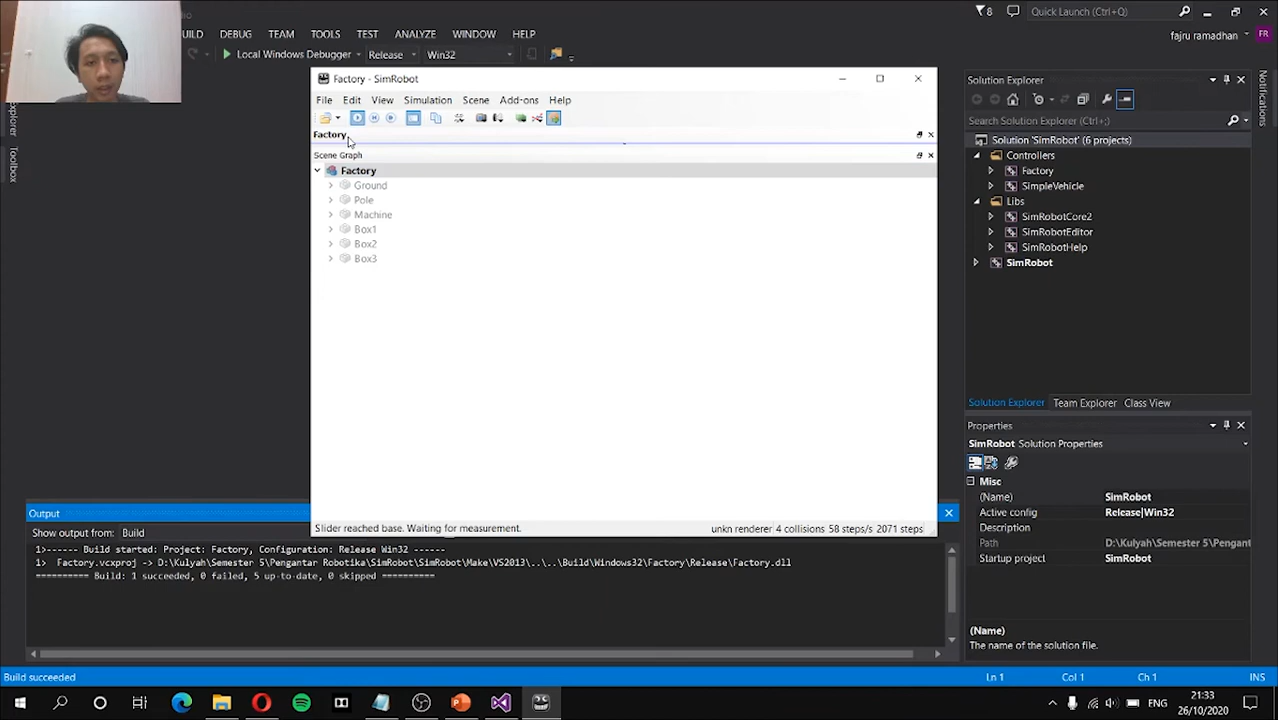 Quick Launch (Ctrl+;)
8
fajru ramadhan
FR
DEBUG TEAM TOOLS TEST ANALYZE WINDOW HELP
Local Windows Debugger Release Win32
Toolbox
Notifications
Factory - SimRobot
File Edit View Simulation Scene Add-ons Help
Factory
Scene Graph
Factory
Ground
Pole
Machine
Box1
Box2
Box3
Slider reached base. Waiting for measurement.
unkn renderer 4 collisions 58 steps/s 2071 steps
Solution Explorer
Search Solution Explorer (Ctrl+;)
Solution 'SimRobot' (6 projects)
Controllers
Factory
SimpleVehicle
Libs
SimRobotCore2
SimRobotEditor
SimRobotHelp
SimRobot
Solution Explorer Team Explorer Class View
Properties
SimRobot Solution Properties
Misc
(Name) SimRobot
Active config Release|Win32
Description
Path D:\Kulyah\Semester 5\Pengant
Startup project SimRobot
(Name)
The name of the solution file.
Output
Show output from: Build
1>------ Build started: Project: Factory, Configuration: Release Win32 ------
1> Factory.vcxproj -> D:\Kulyah\Semester 5\Pengantar Robotika\SimRobot\SimRobot\Make\VS2013\..\..\Build\Windows32\Factory\Release\Factory.dll
========== Build: 1 succeeded, 0 failed, 5 up-to-date, 0 skipped ==========
Build succeeded
Ln 1 Col 1 Ch 1 INS
ENG
21:33
26/10/2020